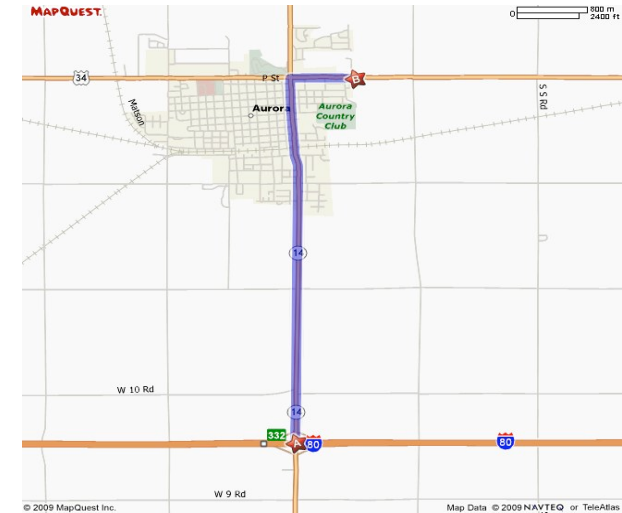 MAPQUEST
0 800 m
2400 ft
34
P St
B
Matson
Aurora
Aurora
Country
Club
S S Rd
14
W 10 Rd
14
332
A
80
80
W 9 Rd
© 2009 MapQuest Inc.
Map Data © 2009 NAVTEQ or TeleAtlas